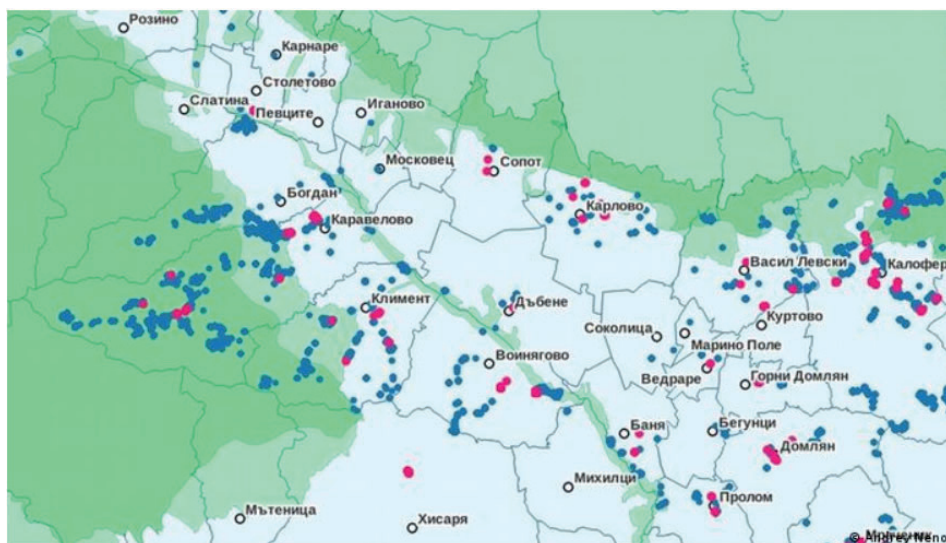 Розино
Карнаре
Столетово
Слатина
Певците
Иганово
Московец
Сопот
Богдан
Каравелово
Карлово
Васил Левски
Калофер
Климент
Дъбене
Куртово
Соколица
Марино Поле
Войнягово
Ведраре
Горни Домлян
Баня
Бегунци
Домлян
Михилци
Пролом
Мътеница
Хисаря